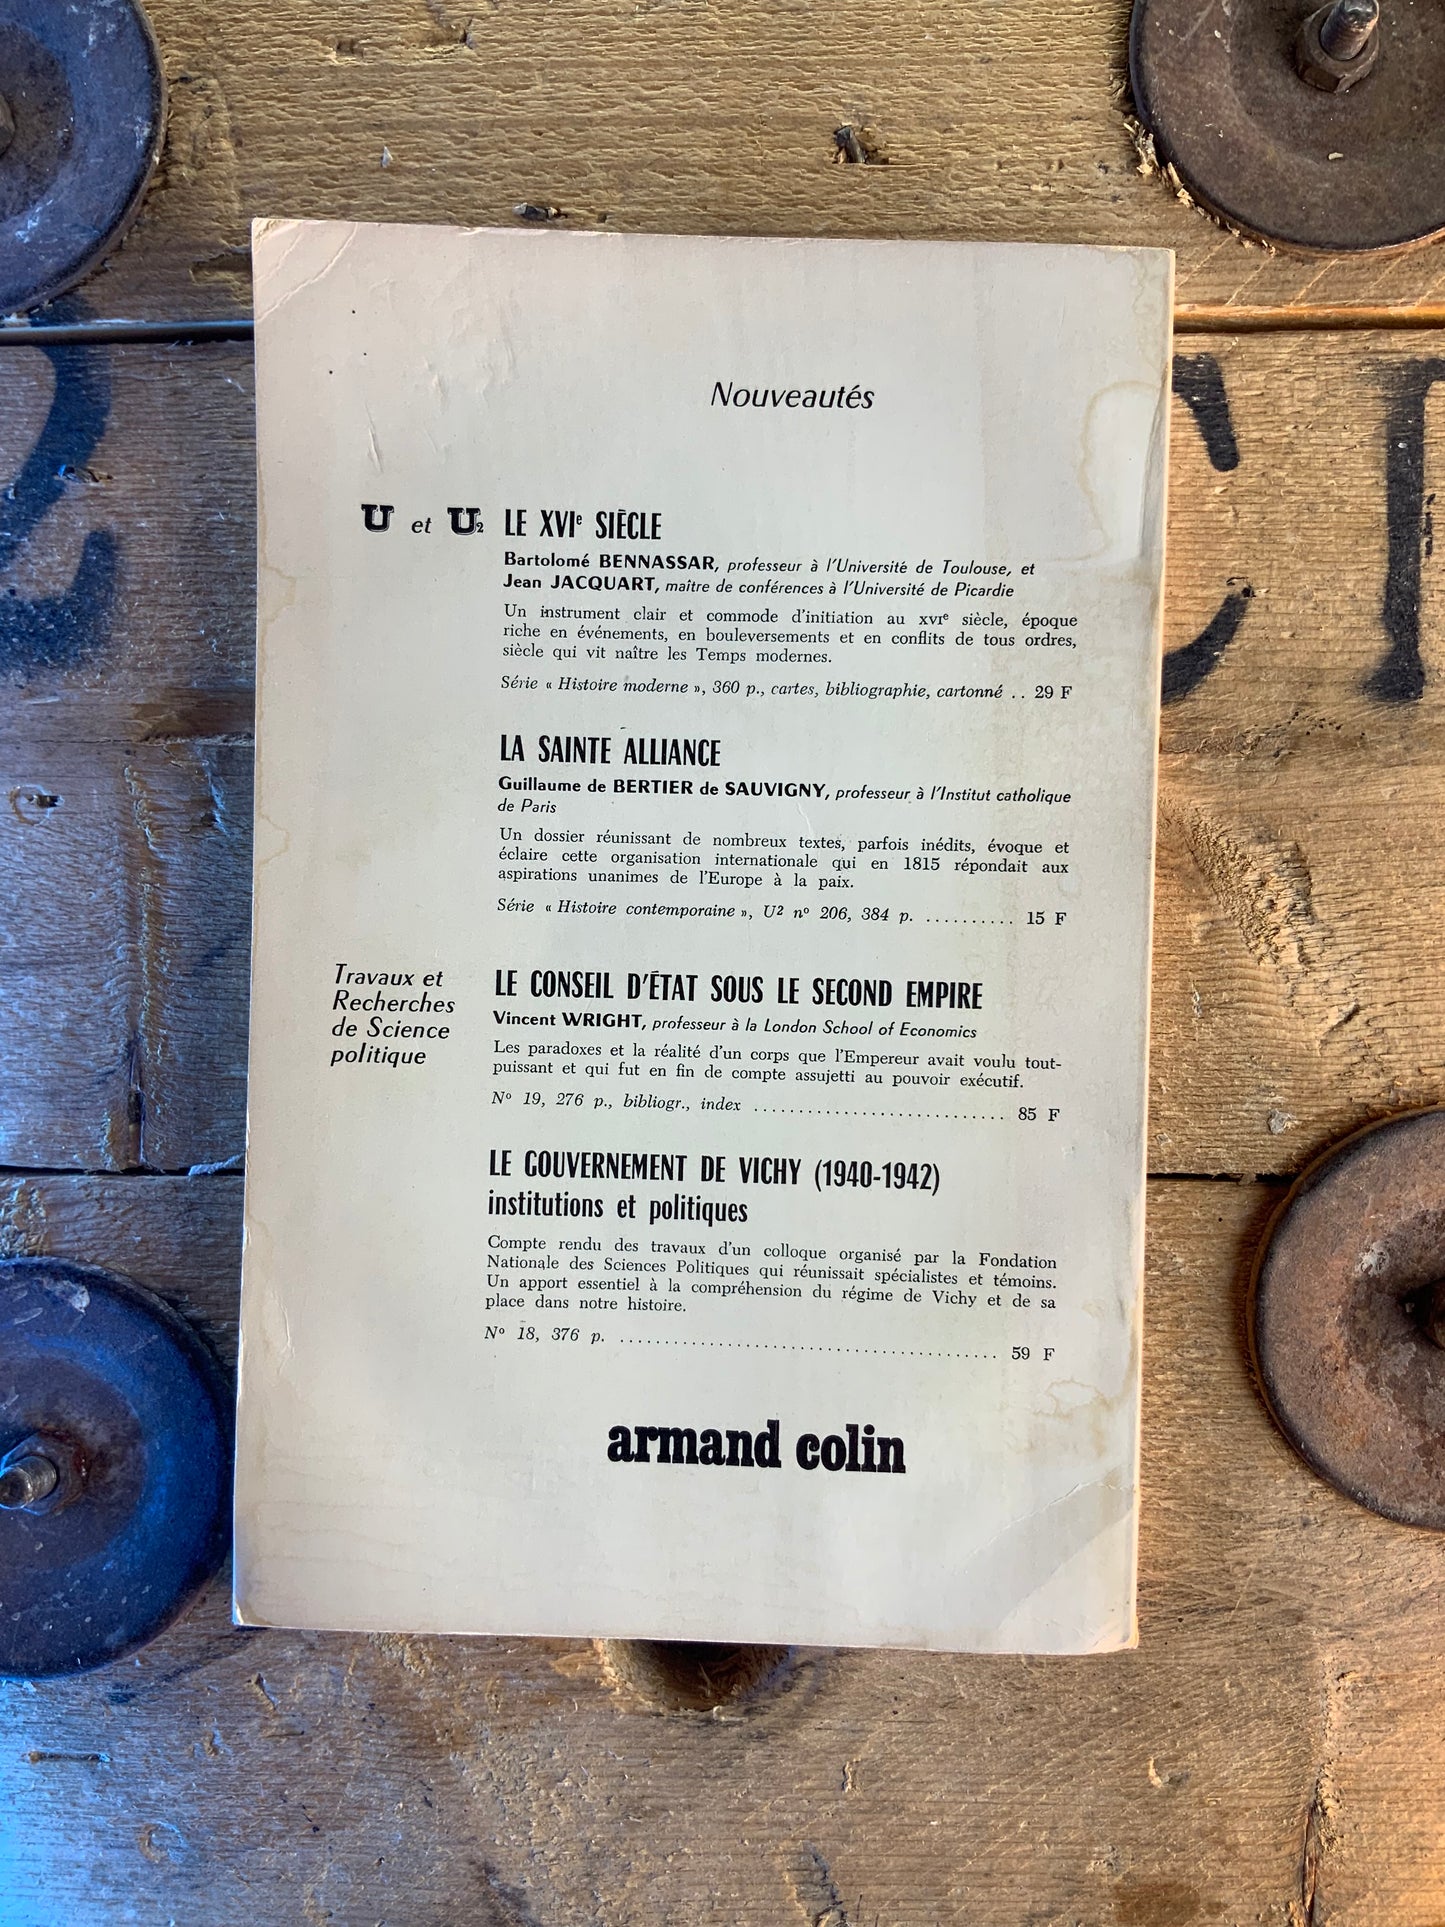 Nouveautés
U et U2 LE XVIe SIÈCLE
Bartolomé BENNASSAR, professeur à l'Université de Toulouse, et
Jean JACQUART, maître de conférences à l'Université de Picardie
Un instrument clair et commode d'initiation au XVIe siècle, époque
riche en événements, en bouleversements et en conflits de tous ordres,
siècle qui vit naître les Temps modernes.
Série « Histoire moderne », 360 p., cartes, bibliographie, cartonné .. 29 F
LA SAINTE ALLIANCE
Guillaume de BERTIER de SAUVIGNY, professeur à l'Institut catholique
de Paris
Un dossier réunissant de nombreux textes, parfois inédits, évoque et
éclaire cette organisation internationale qui en 1815 répondait aux
aspirations unanimes de l'Europe à la paix.
Série « Histoire contemporaine », U2 no 206, 384 p. .......... 15 F
Travaux et
Recherches
de Science
politique
LE CONSEIL D'ÉTAT SOUS LE SECOND EMPIRE
Vincent WRIGHT, professeur à la London School of Economics
Les paradoxes et la réalité d'un corps que l'Empereur avait voulu tout-
puissant et qui fut en fin de compte assujetti au pouvoir exécutif.
No 19, 276 p., bibliogr., index ............................ 85 F
LE GOUVERNEMENT DE VICHY (1940-1942)
institutions et politiques
Compte rendu des travaux d'un colloque organisé par la Fondation
Nationale des Sciences Politiques qui réunissait spécialistes et témoins.
Un apport essentiel à la compréhension du régime de Vichy et de sa
place dans notre histoire.
No 18, 376 p. .......................................... 59 F
armand colin